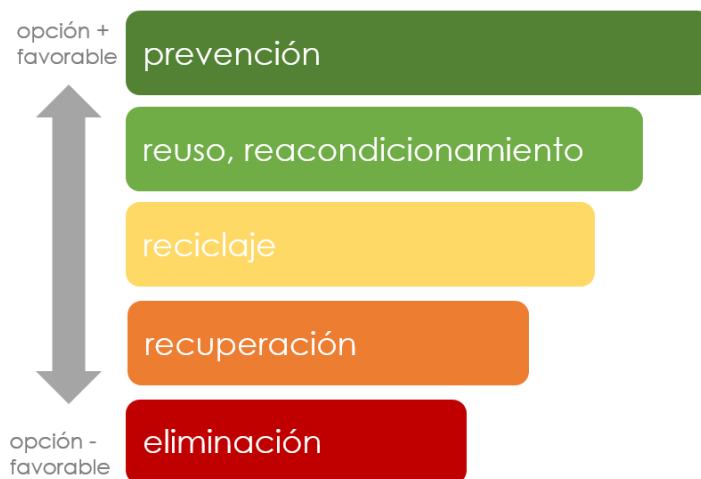 opción +
favorable
prevención
reuso, reacondicionamiento
reciclaje
recuperación
opción -
favorable
eliminación